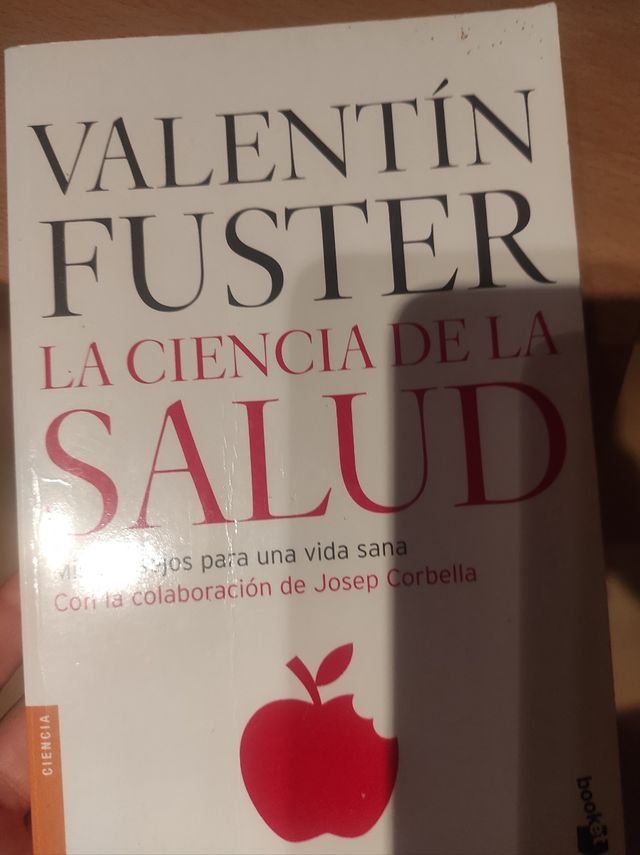 VALENTÍN
FUSTER
LA CIENCIA DE LA
SALUD
para una vida sana
Con la colaboración de Josep Corbella
CIENCIA
booket